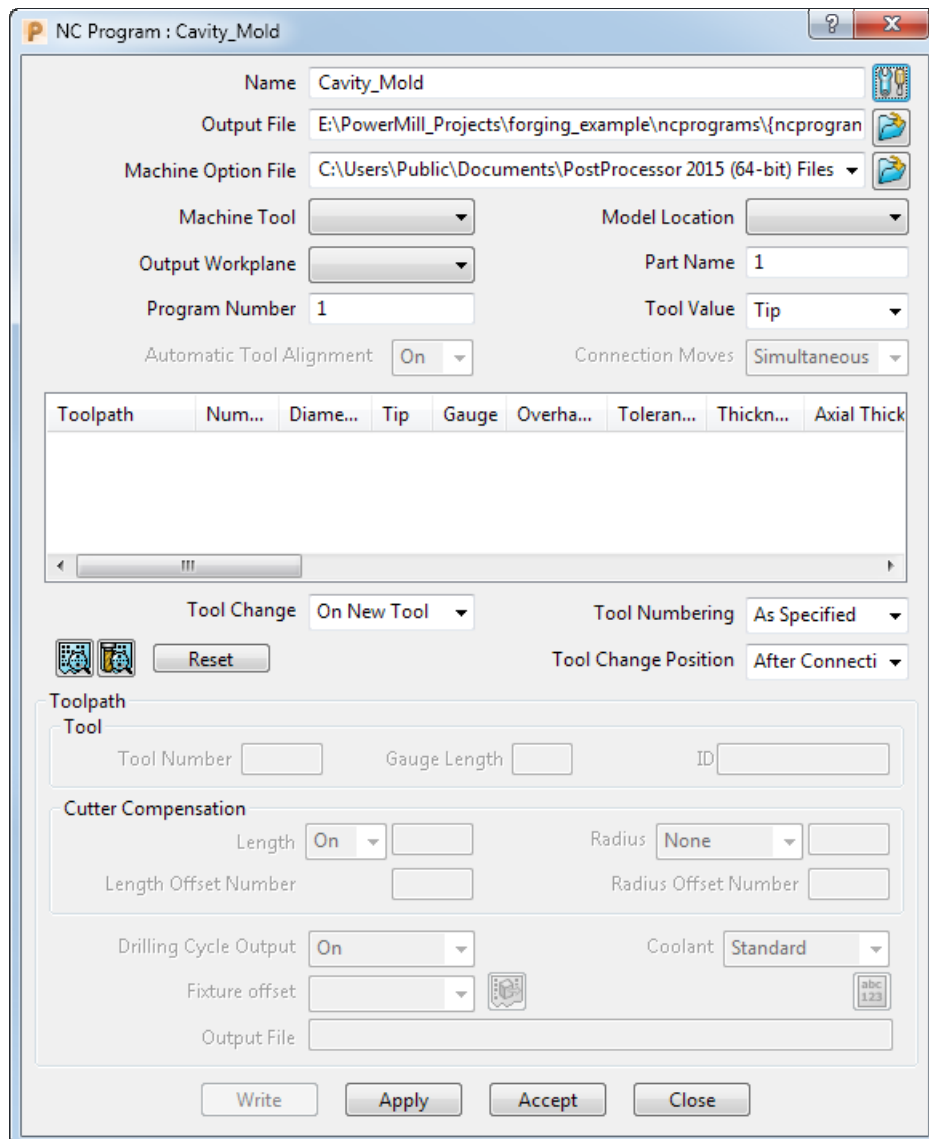 NC Program : Cavity_Mold
Name Cavity_Mold
Output File E:\PowerMill_Projects\forging_example\ncprograms\{ncprogran
Machine Option File C:\Users\Public\Documents\PostProcessor 2015 (64-bit) Files
Machine Tool Model Location
Output Workplane Part Name 1
Program Number 1 Tool Value Tip
Automatic Tool Alignment On Connection Moves Simultaneous
Toolpath Num... Diame... Tip Gauge Overha... Toleran... Thickn... Axial Thick
Tool Change On New Tool Tool Numbering As Specified
Reset Tool Change Position After Connecti
Toolpath
Tool
Tool Number Gauge Length ID
Cutter Compensation
Length On Radius None
Length Offset Number Radius Offset Number
Drilling Cycle Output On Coolant Standard
Fixture offset abc
123
Output File
Write Apply Accept Close